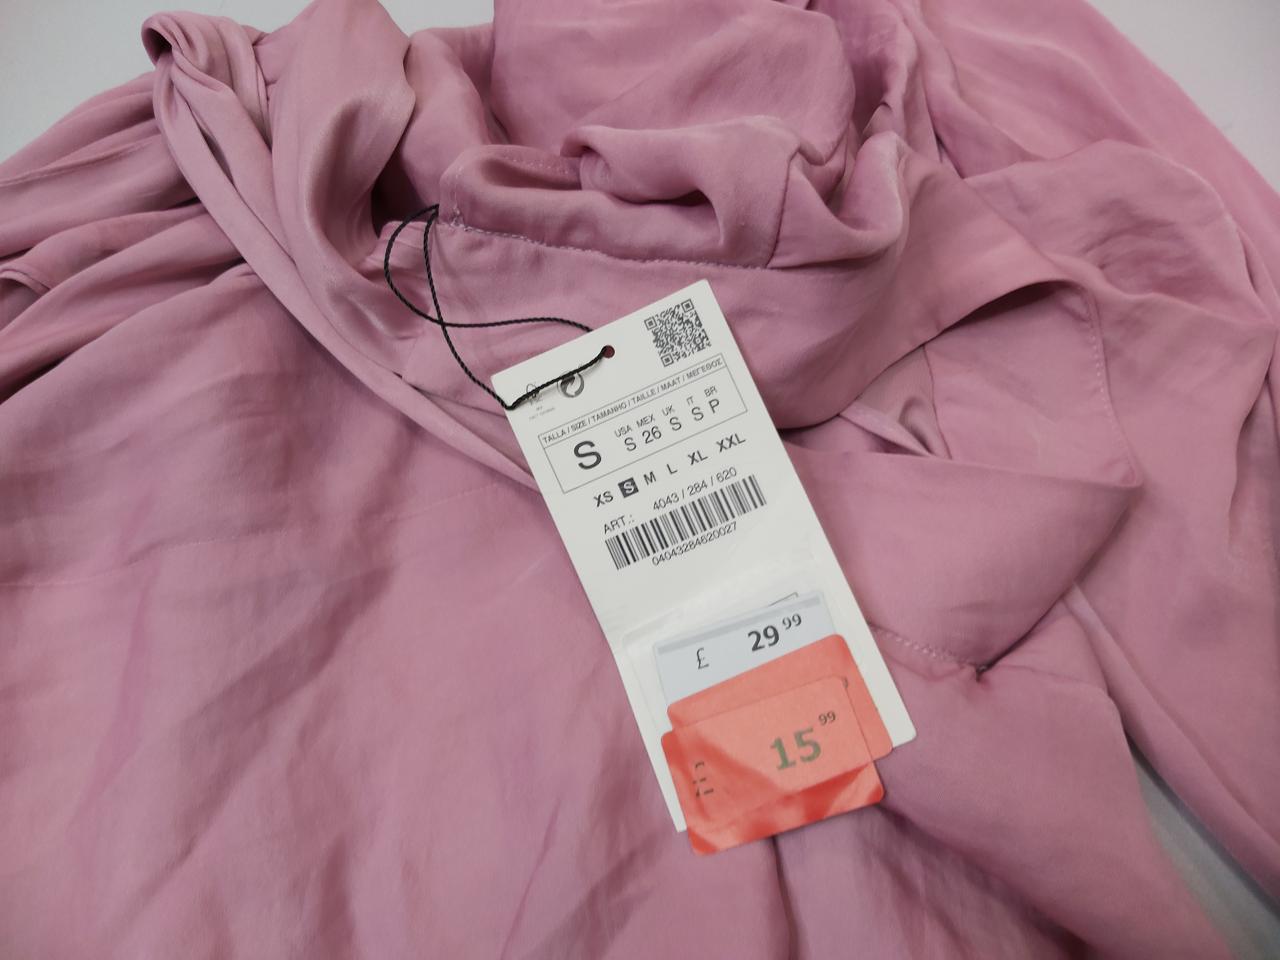 TALLA / SIZE / TAMANHO / TAILLE / MAAT / ΜΕΓΕΘΟΣ
S
USA MEX UK IT BR
S 26 S S P
XS S M L XL XXL
ART.: 4043 / 284 / 620
04043284620027
£ 29 99
£ 15 99